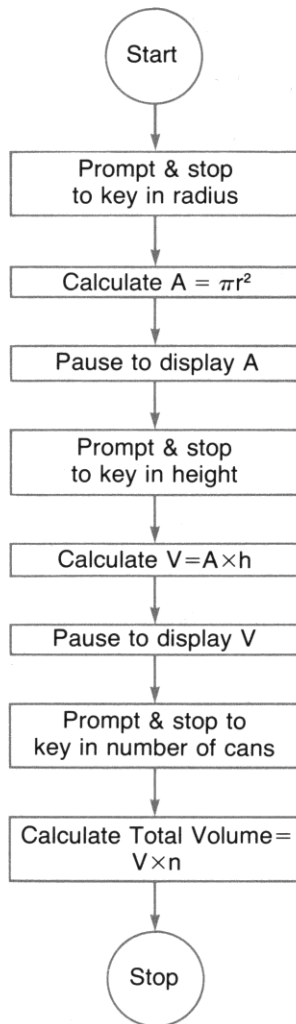 Start
Prompt & stop
to key in radius
Calculate A = πr²
Pause to display A
Prompt & stop
to key in height
Calculate V=A×h
Pause to display V
Prompt & stop to
key in number of cans
Calculate Total Volume=
V×n
Stop